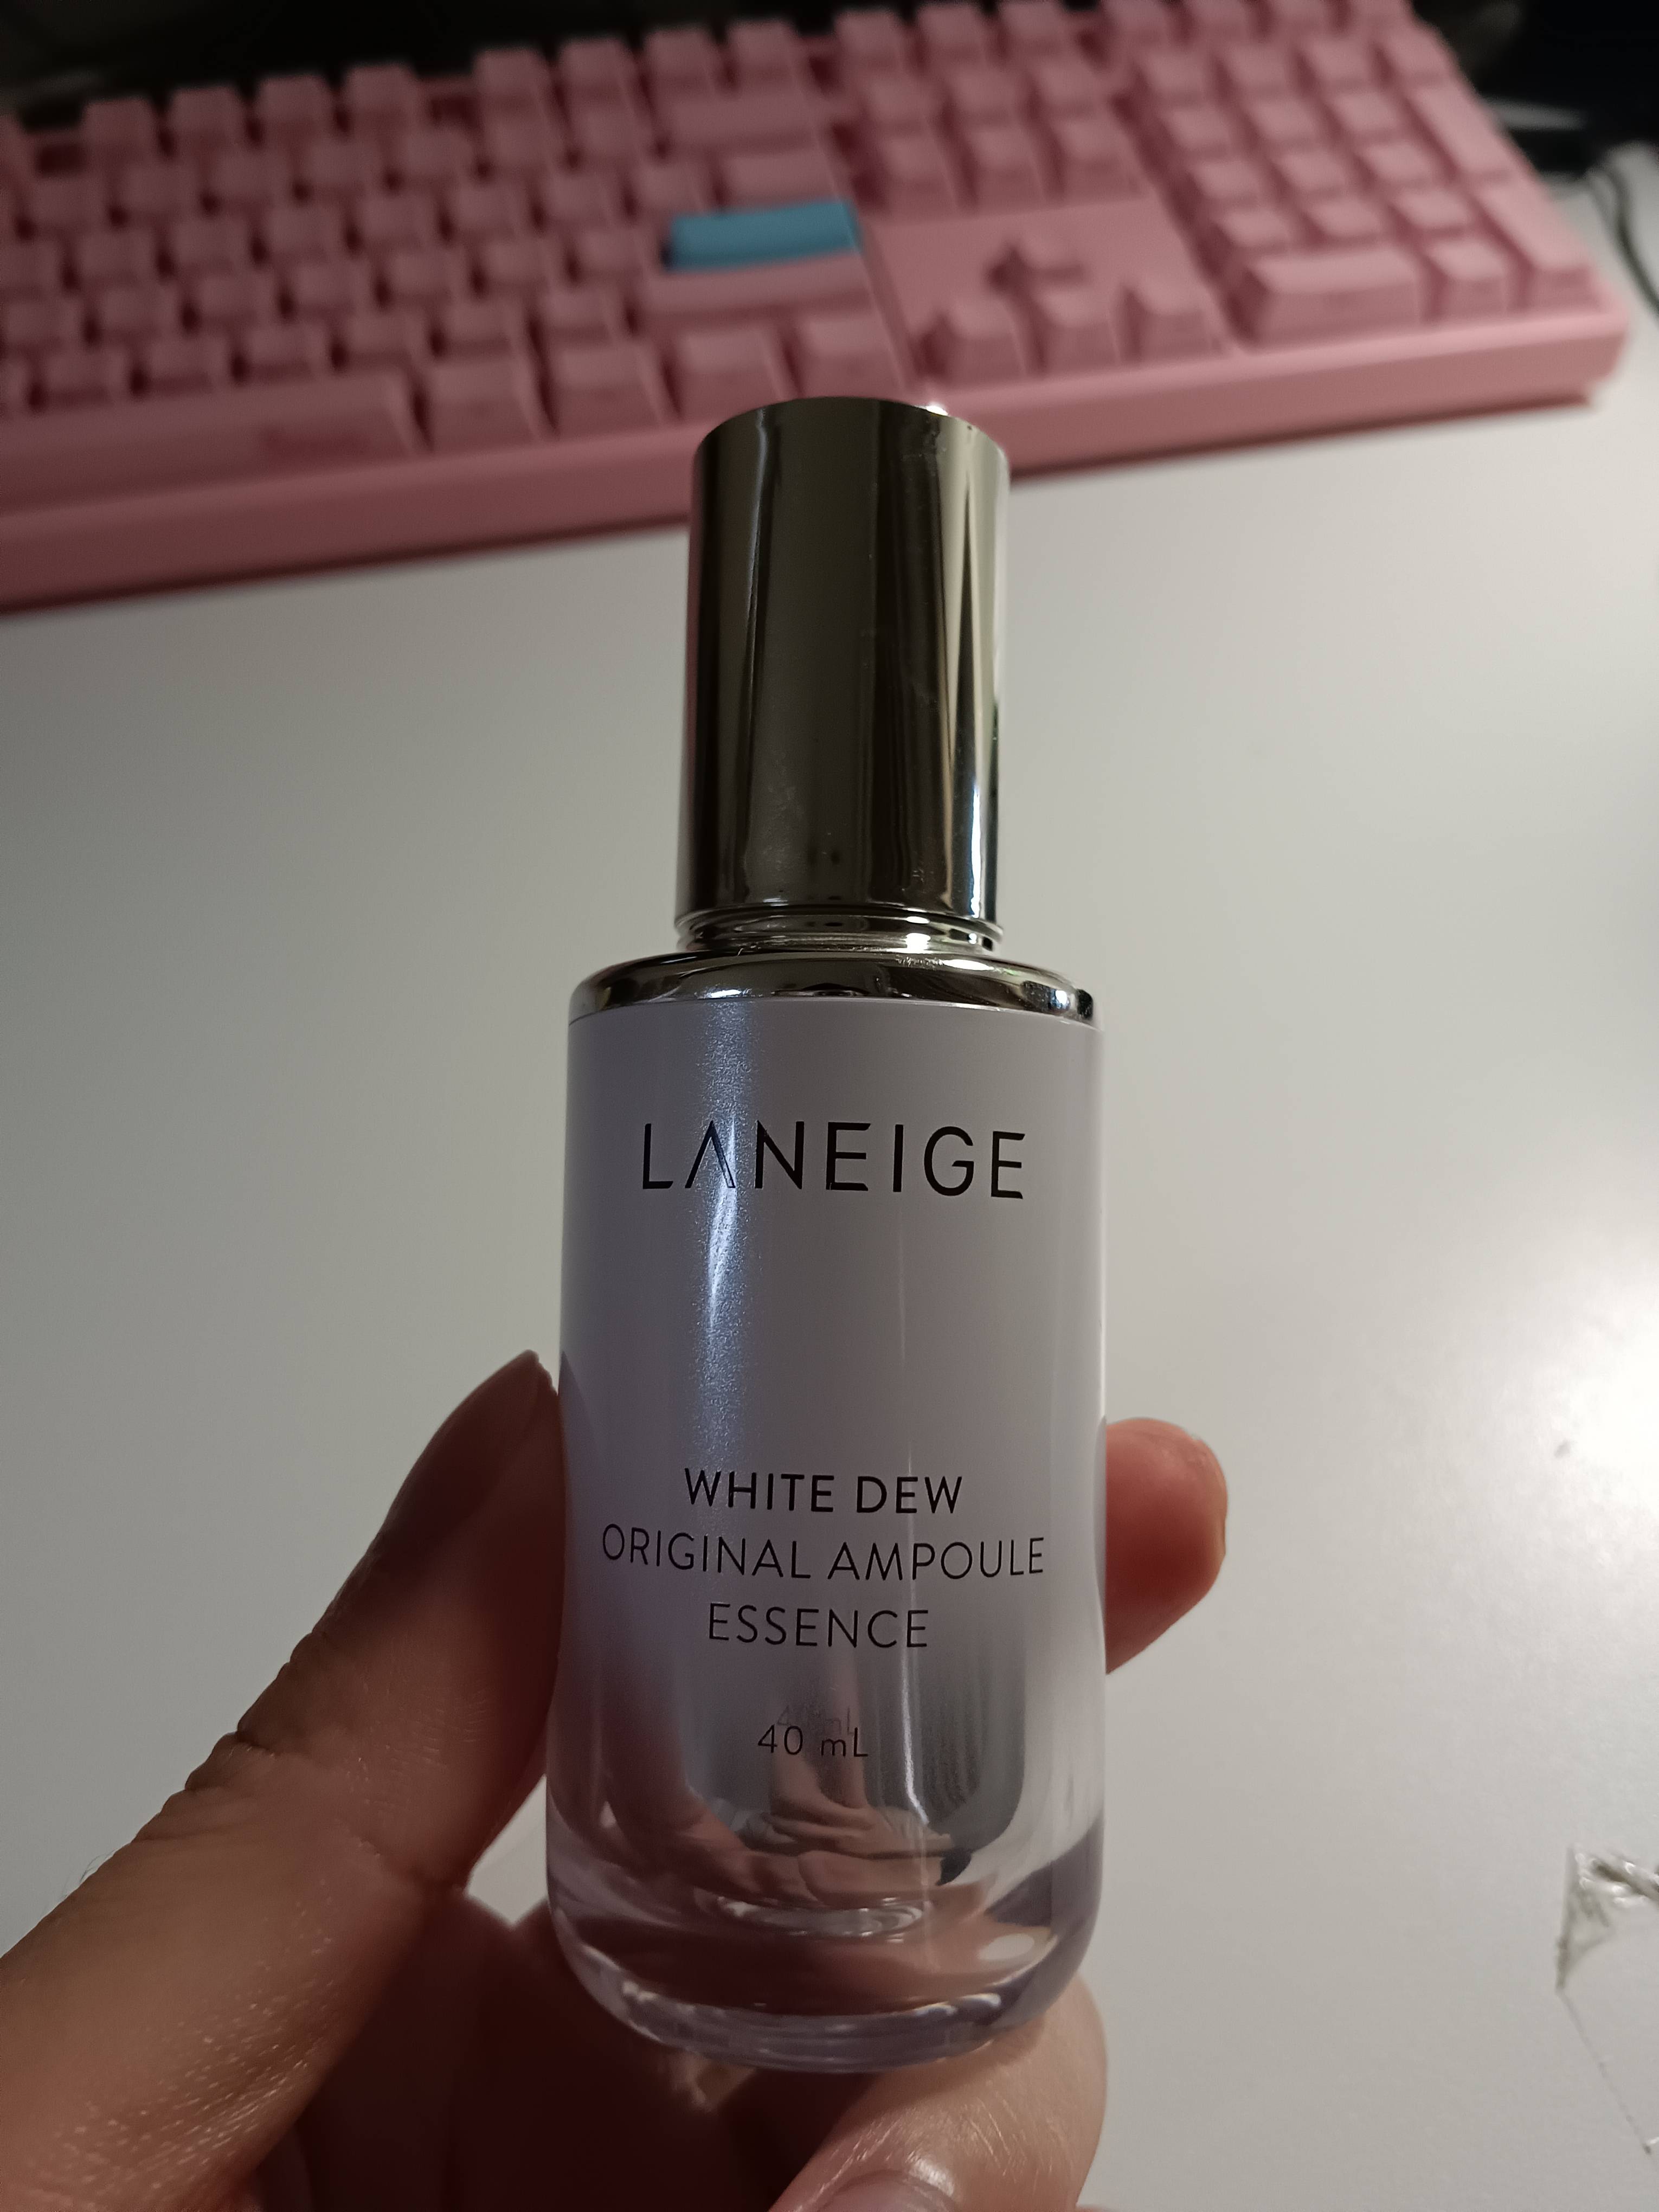 LANEIGE
WHITE DEW
ORIGINAL AMPOULE
ESSENCE
40 mL